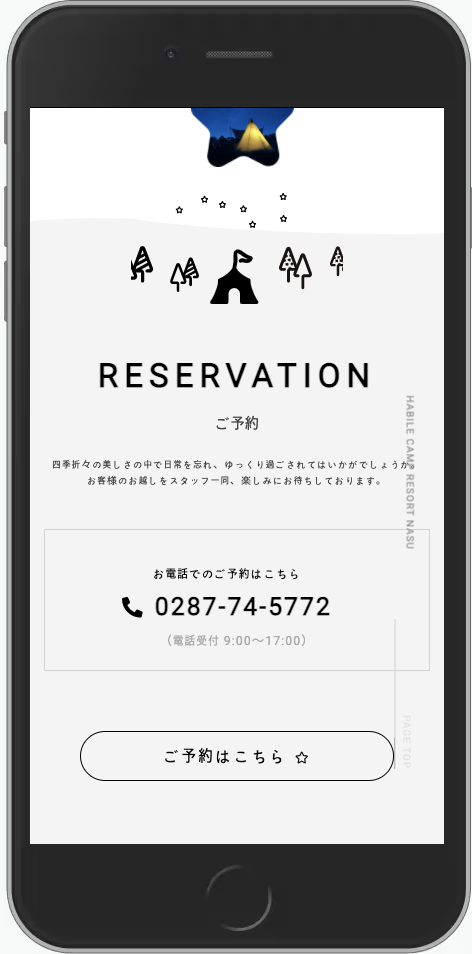 RESERVATION
ご予約
四季折々の美しさの中で日常を忘れ、ゆっくり過ごされてはいかがでしょうか。
お客様のお越しをスタッフ一同、楽しみにお待ちしております。
HABILE CAMP RESORT NASU
お電話でのご予約はこちら
0287-74-5772
(電話受付 9:00〜17:00)
PAGE TOP
ご予約はこちら